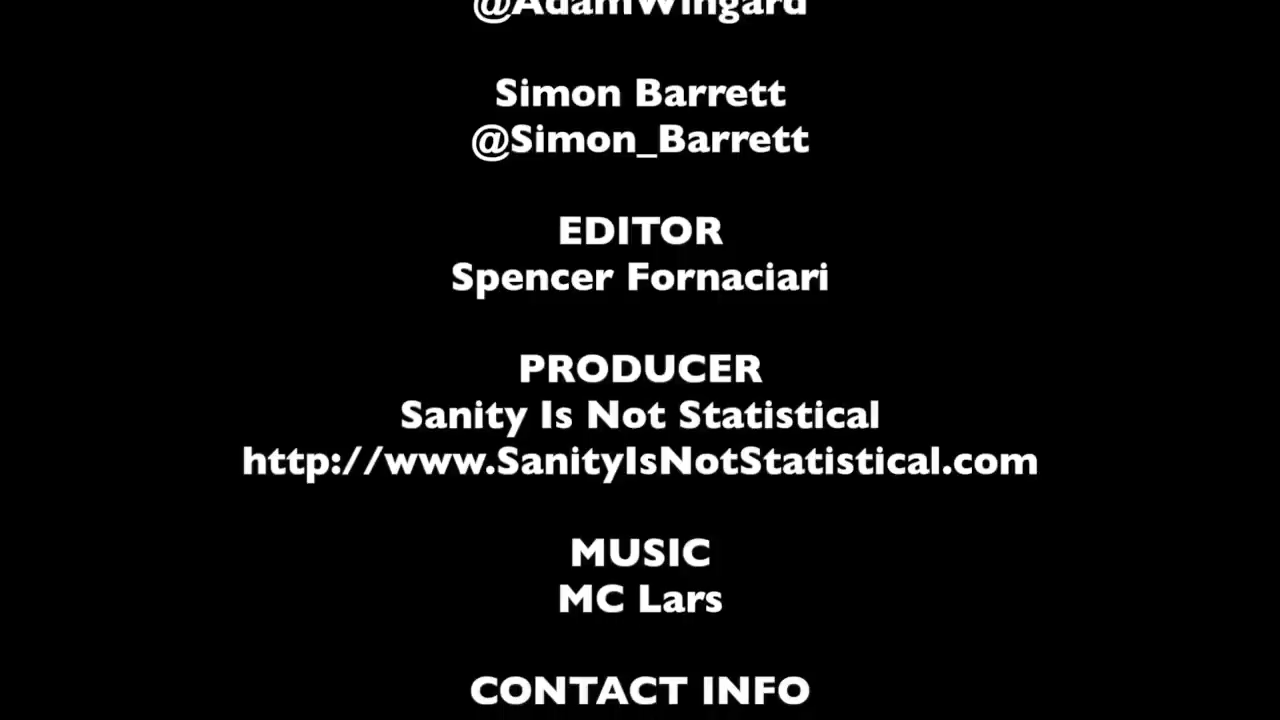 @AdamWingard
Simon Barrett
@Simon_Barrett
EDITOR
Spencer Fornaciari
PRODUCER
Sanity Is Not Statistical
http://www.SanityIsNotStatistical.com
MUSIC
MC Lars
CONTACT INFO